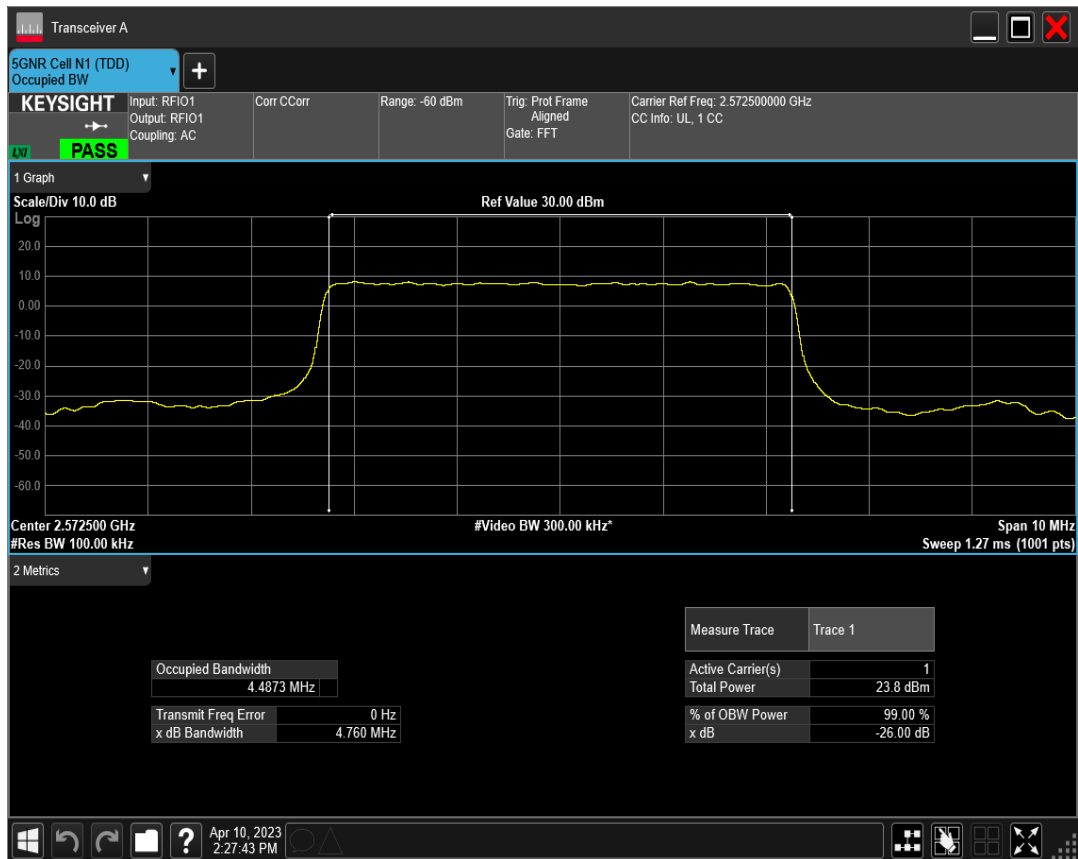 Transceiver A
5GNR Cell N1 (TDD)
Occupied BW
+
KEYSIGHT
LXI
PASS
Input: RFIO1
Output: RFIO1
Coupling: AC
Corr CCorr
Range: -60 dBm
Trig: Prot Frame
Aligned
Gate: FFT
Carrier Ref Freq: 2.572500000 GHz
CC Info: UL, 1 CC
1 Graph
Scale/Div 10.0 dB
Ref Value 30.00 dBm
Log
20.0
10.0
0.00
-10.0
-20.0
-30.0
-40.0
-50.0
-60.0
Center 2.572500 GHz
#Video BW 300.00 kHz*
Span 10 MHz
#Res BW 100.00 kHz
Sweep 1.27 ms (1001 pts)
2 Metrics
Measure Trace Trace 1
Occupied Bandwidth
4.4873 MHz
Active Carrier(s) 1
Total Power 23.8 dBm
Transmit Freq Error 0 Hz
x dB Bandwidth 4.760 MHz
% of OBW Power 99.00 %
x dB -26.00 dB
?
Apr 10, 2023
2:27:43 PM